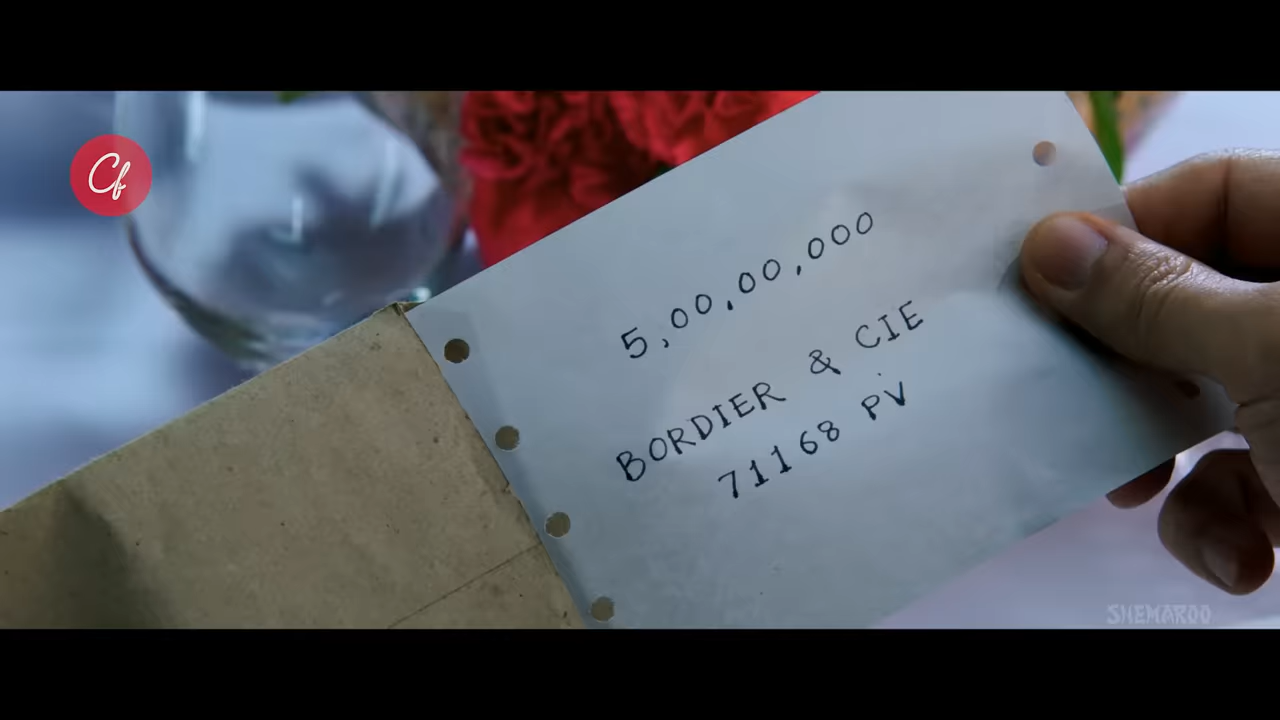 Cf
5,00,00,000
BORDIER & CIE
71168 PV
SHEMAROO